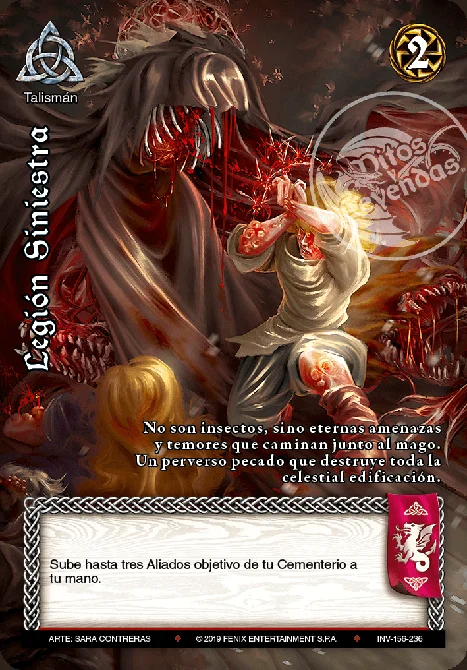 2
Talismán
Mitos
y Leyendas.
Legión Siniestra
No son insectos, sino eternas amenazas
y temores que caminan junto al mago.
Un perverso pecado que destruye toda la
celestial edificación.
Sube hasta tres Aliados objetivo de tu Cementerio a
tu mano.
ARTE: SARA CONTRERAS ♦ © 2019 FENIX ENTERTAINMENT S.P.A. ♦ INV-156-236